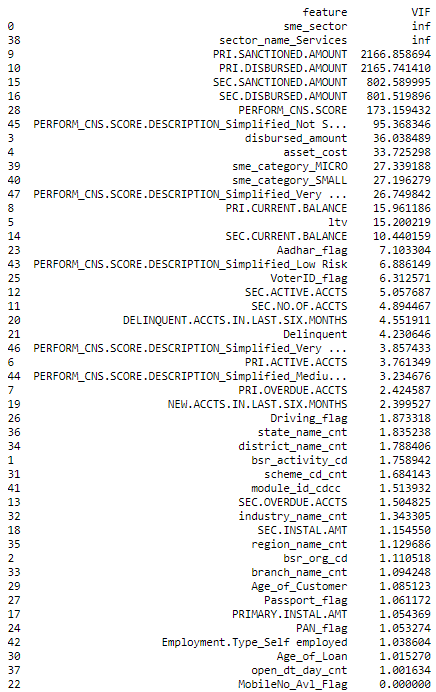 feature VIF
0 sme_sector inf
38 sector_name_Services inf
9 PRI.SANCTIONED.AMOUNT 2166.858694
10 PRI.DISBURSED.AMOUNT 2165.741410
15 SEC.SANCTIONED.AMOUNT 802.589995
16 SEC.DISBURSED.AMOUNT 801.519896
28 PERFORM_CNS.SCORE 173.159432
45 PERFORM_CNS.SCORE.DESCRIPTION_Simplified_Not S... 95.368346
3 disbursed_amount 36.038489
4 asset_cost 33.725298
39 sme_category_MICRO 27.339188
40 sme_category_SMALL 27.196279
47 PERFORM_CNS.SCORE.DESCRIPTION_Simplified_Very ... 26.749842
8 PRI.CURRENT.BALANCE 15.961186
5 ltv 15.200219
14 SEC.CURRENT.BALANCE 10.440159
23 Aadhar_flag 7.103304
43 PERFORM_CNS.SCORE.DESCRIPTION_Simplified_Low Risk 6.886149
25 VoterID_flag 6.312571
12 SEC.ACTIVE.ACCTS 5.057687
11 SEC.NO.OF.ACCTS 4.894467
20 DELINQUENT.ACCTS.IN.LAST.SIX.MONTHS 4.551911
21 Delinquent 4.230646
46 PERFORM_CNS.SCORE.DESCRIPTION_Simplified_Very ... 3.857433
6 PRI.ACTIVE.ACCTS 3.761349
44 PERFORM_CNS.SCORE.DESCRIPTION_Simplified_Mediu... 3.234676
7 PRI.OVERDUE.ACCTS 2.424587
19 NEW.ACCTS.IN.LAST.SIX.MONTHS 2.399527
26 Driving_flag 1.873318
36 state_name_cnt 1.835238
34 district_name_cnt 1.788406
1 bsr_activity_cd 1.758942
31 scheme_cd_cnt 1.684143
41 module_id_cdcc 1.513932
13 SEC.OVERDUE.ACCTS 1.504825
32 industry_name_cnt 1.343305
18 SEC.INSTAL.AMT 1.154550
35 region_name_cnt 1.129686
2 bsr_org_cd 1.110518
33 branch_name_cnt 1.094248
29 Age_of_Customer 1.085123
27 Passport_flag 1.061172
17 PRIMARY.INSTAL.AMT 1.054369
24 PAN_flag 1.053274
42 Employment.Type_Self employed 1.038604
30 Age_of_Loan 1.015270
37 open_dt_day_cnt 1.001634
22 MobileNo_Avl_Flag 0.000000